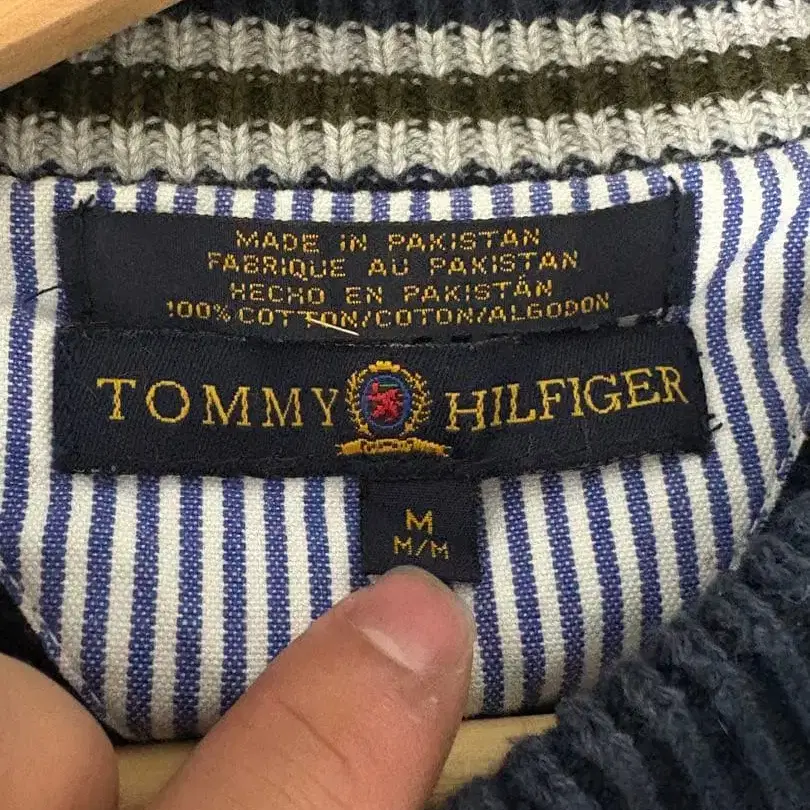 MADE IN PAKISTAN
FABRIQUE AU PAKISTAN
HECHO EN PAKISTAN
100% COTTON/COTON/ALGODON
TOMMY HILFIGER
M
M/M